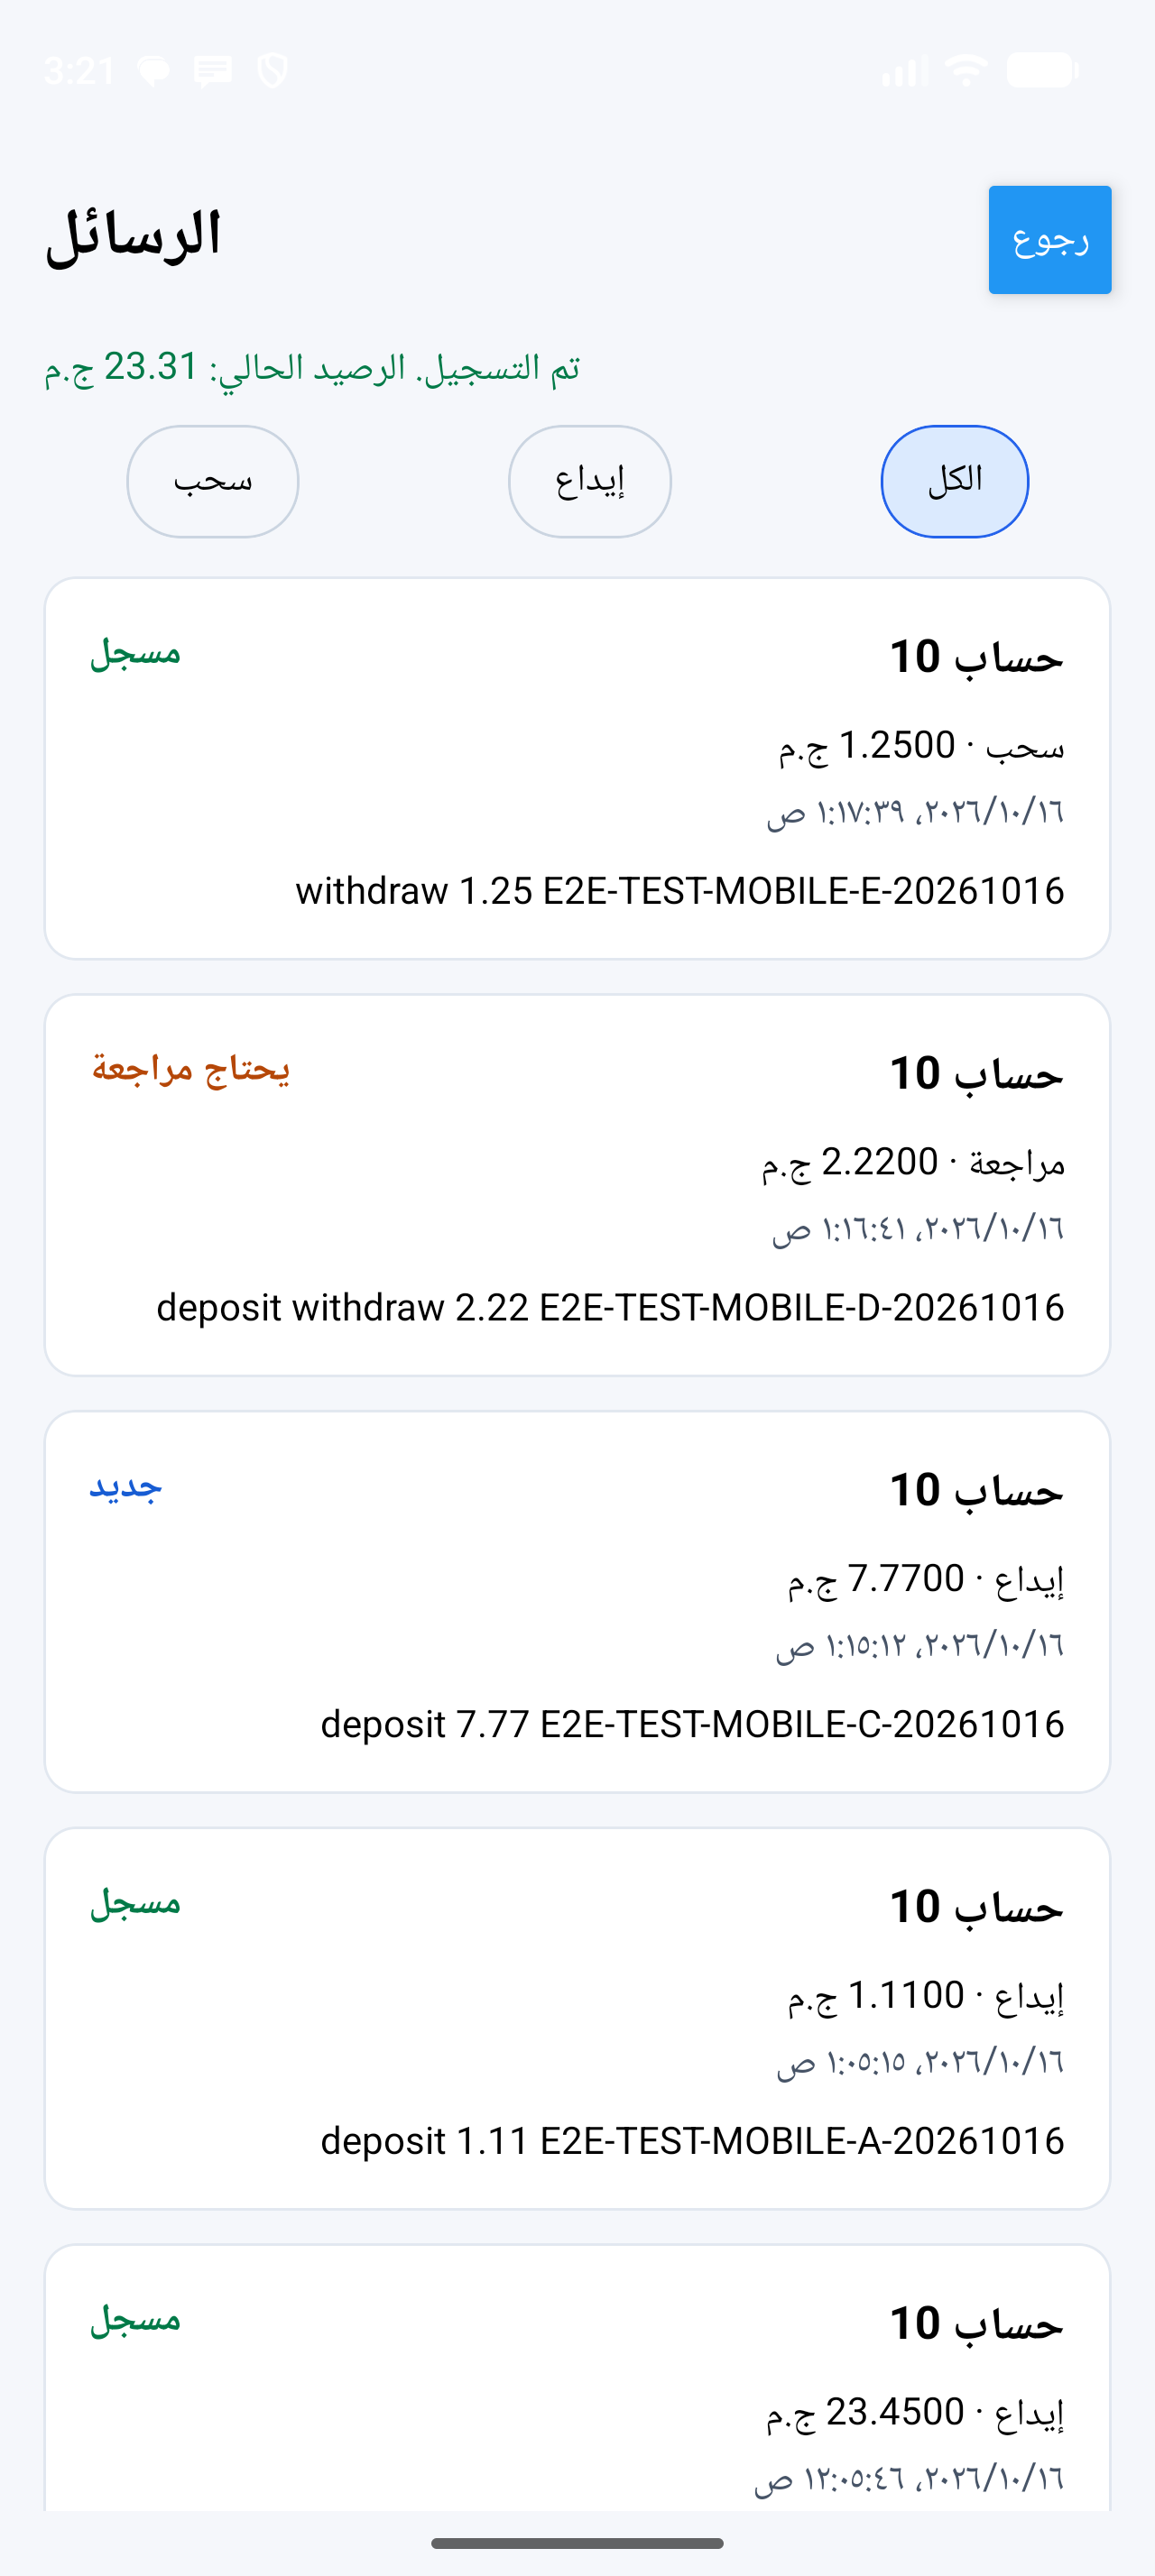 3:21
الرسائل
رجوع
تم التسجيل. الرصيد الحالي: 23.31 ج.م
الكل
إيداع
سحب
حساب 10
مسجل
سحب · 1.2500 ج.م
١٦‏/١٠‏/٢٠٢٦، ١:١٧:٣٩ ص
withdraw 1.25 E2E-TEST-MOBILE-E-20261016
حساب 10
يحتاج مراجعة
مراجعة · 2.2200 ج.م
١٦‏/١٠‏/٢٠٢٦، ١:١٦:٤١ ص
deposit withdraw 2.22 E2E-TEST-MOBILE-D-20261016
حساب 10
جديد
إيداع · 7.7700 ج.م
١٦‏/١٠‏/٢٠٢٦، ١:١٥:١٢ ص
deposit 7.77 E2E-TEST-MOBILE-C-20261016
حساب 10
مسجل
إيداع · 1.1100 ج.م
١٦‏/١٠‏/٢٠٢٦، ١:٠٥:١٥ ص
deposit 1.11 E2E-TEST-MOBILE-A-20261016
حساب 10
مسجل
إيداع · 23.4500 ج.م
١٦‏/١٠‏/٢٠٢٦، ١٢:٠٥:٤٦ ص